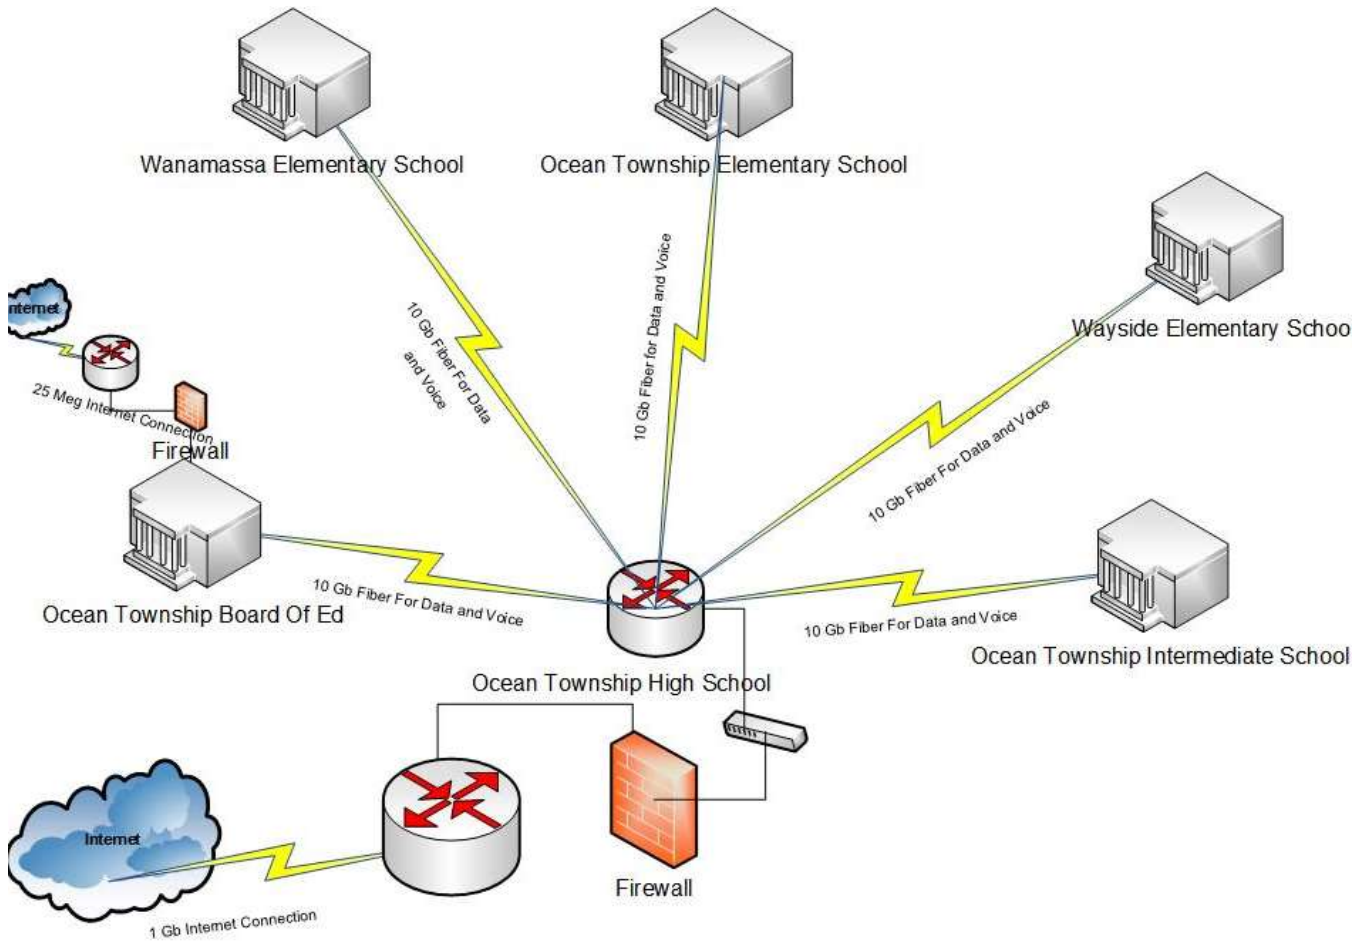 Wanamassa Elementary School
Ocean Township Elementary School
Wayside Elementary Schoo
Internet
25 Meg Internet Connection
Firewall
10 Gb Fiber For Data
and Voice
10 Gb Fiber for Data and Voice
10 Gb Fiber For Data and Voice
Ocean Township Board Of Ed
10 Gb Fiber For Data and Voice
10 Gb Fiber For Data and Voice
Ocean Township Intermediate School
Ocean Township High School
Internet
1 Gb Internet Connection
Firewall